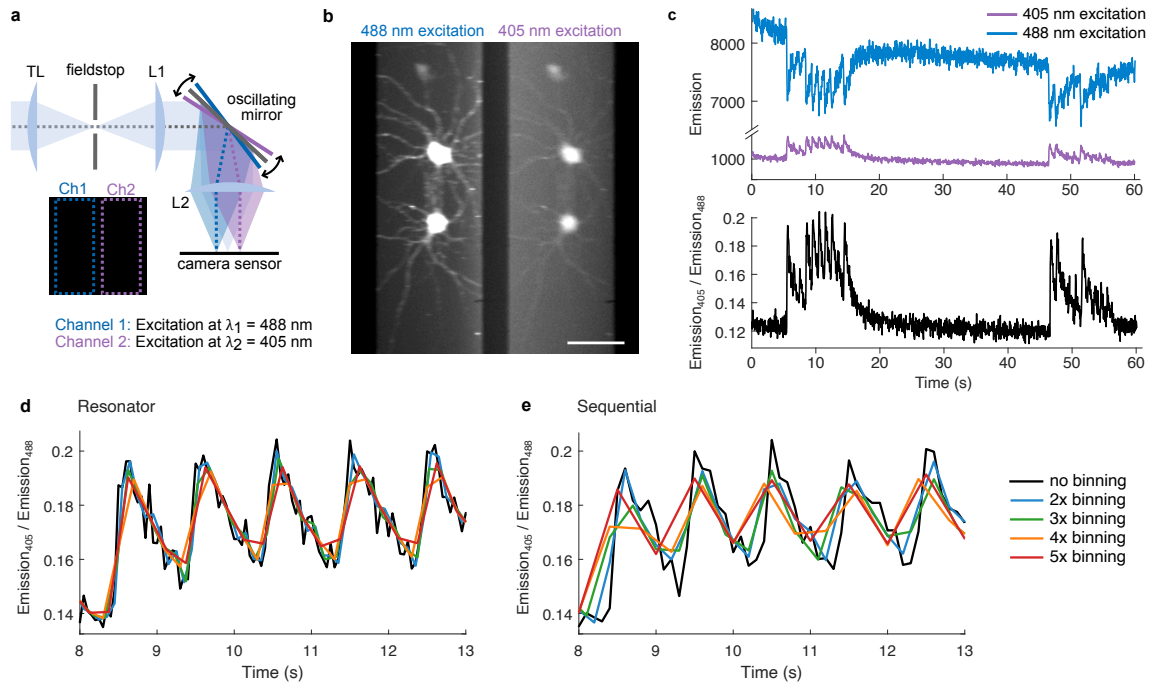 a
TL
fieldstop
L1
oscillating
mirror
Ch1
Ch2
L2
camera sensor
Channel 1: Excitation at λ1 = 488 nm
Channel 2: Excitation at λ2 = 405 nm
b
488 nm excitation
405 nm excitation
c
405 nm excitation
488 nm excitation
Emission
8000
7000
1000
0
10
20
30
40
50
60
Emission405 / Emission488
0.2
0.18
0.16
0.14
0.12
0
10
20
30
40
50
60
Time (s)
d
Resonator
Emission405 / Emission488
0.2
0.18
0.16
0.14
8
9
10
11
12
13
Time (s)
e
Sequential
Emission405 / Emission488
0.2
0.18
0.16
0.14
8
9
10
11
12
13
Time (s)
no binning
2x binning
3x binning
4x binning
5x binning